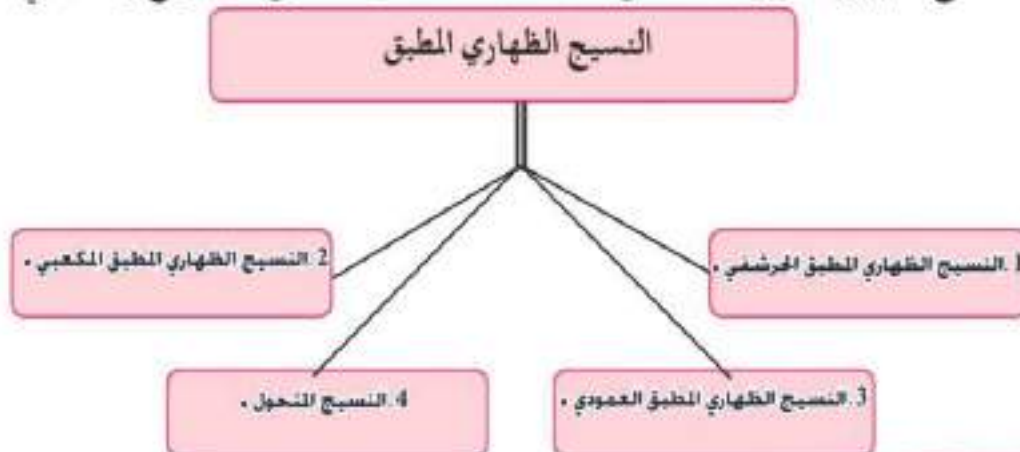 النسيج الظهاري المطبق
1. النسيج الظهاري المطبق الحرشفي .
2. النسيج الظهاري المطبق المكعبي .
3. النسيج الظهاري المطبق العمودي .
4. النسيج المتحول .